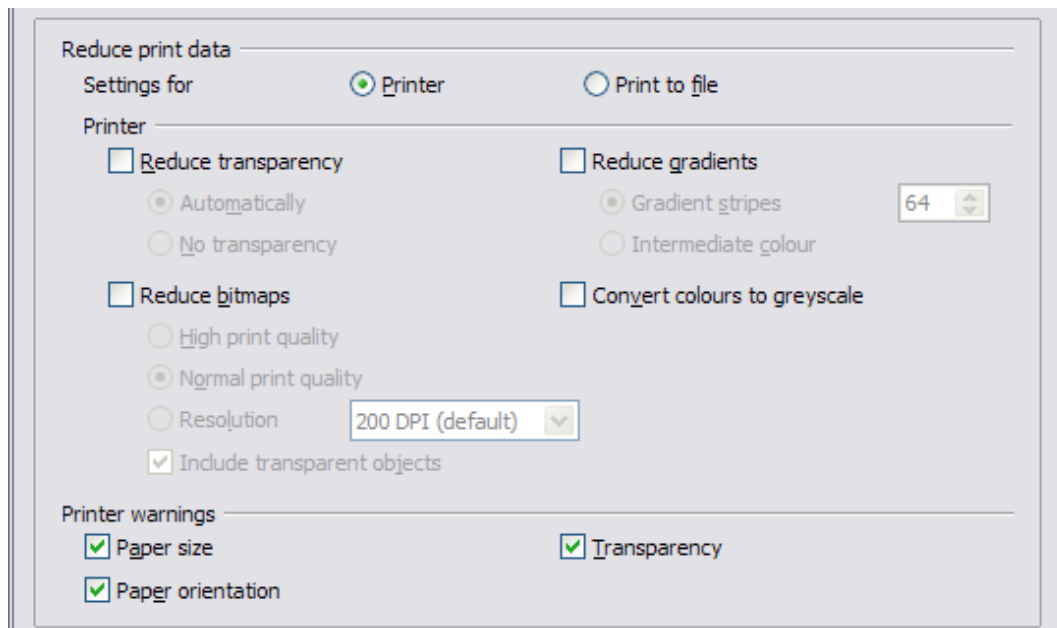 Reduce print data
Settings for Printer Print to file
Printer
Reduce transparency Reduce gradients
Automatically Gradient stripes 64
No transparency Intermediate colour
Reduce bitmaps Convert colours to greyscale
High print quality
Normal print quality
Resolution 200 DPI (default)
Include transparent objects
Printer warnings
Paper size Transparency
Paper orientation